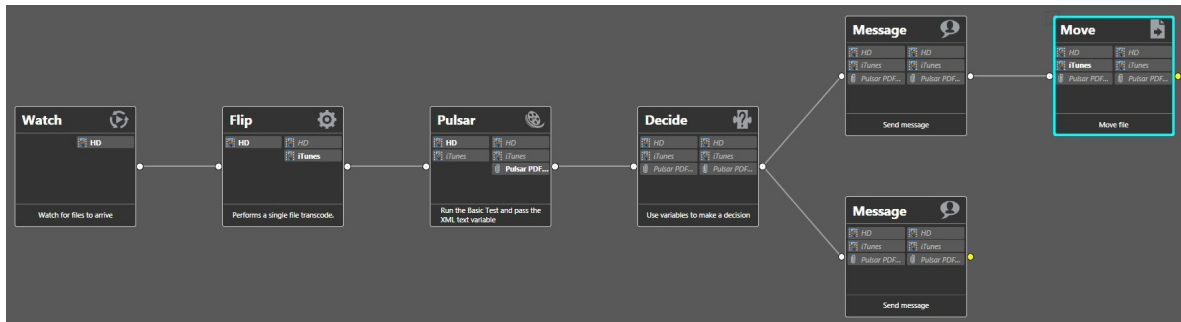 Watch
HD
Watch for files to arrive
Flip
HD HD
iTunes
Performs a single file transcode.
Pulsar
HD HD
iTunes iTunes
Pulsar PDF...
Run the Basic Test and pass the
XML text variable
Decide
HD HD
iTunes iTunes
Pulsar PDF... Pulsar PDF...
Use variables to make a decision
Message
HD HD
iTunes iTunes
Pulsar PDF... Pulsar PDF...
Send message
Move
HD HD
iTunes iTunes
Pulsar PDF... Pulsar PDF...
Move file
Message
HD HD
iTunes iTunes
Pulsar PDF... Pulsar PDF...
Send message